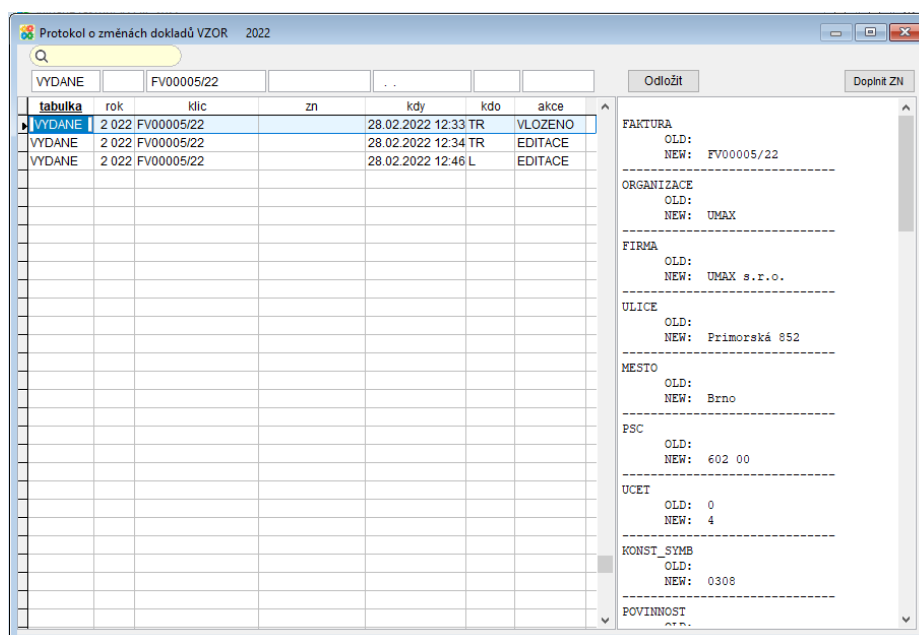 Protokol o změnách dokladů VZOR 2022
VYDANE FV00005/22 . . Odložit Doplnit ZN
tabulka rok klic zn kdy kdo akce
VYDANE 2 022 FV00005/22 28.02.2022 12:33 TR VLOZENO
VYDANE 2 022 FV00005/22 28.02.2022 12:34 TR EDITACE
VYDANE 2 022 FV00005/22 28.02.2022 12:46 L EDITACE
FAKTURA
OLD:
NEW: FV00005/22
------------------------------
ORGANIZACE
OLD:
NEW: UMAX
------------------------------
FIRMA
OLD:
NEW: UMAX s.r.o.
------------------------------
ULICE
OLD:
NEW: Primorská 852
------------------------------
MESTO
OLD:
NEW: Brno
------------------------------
PSC
OLD:
NEW: 602 00
------------------------------
UCET
OLD: 0
NEW: 4
------------------------------
KONST_SYMB
OLD:
NEW: 0308
------------------------------
POVINNOST